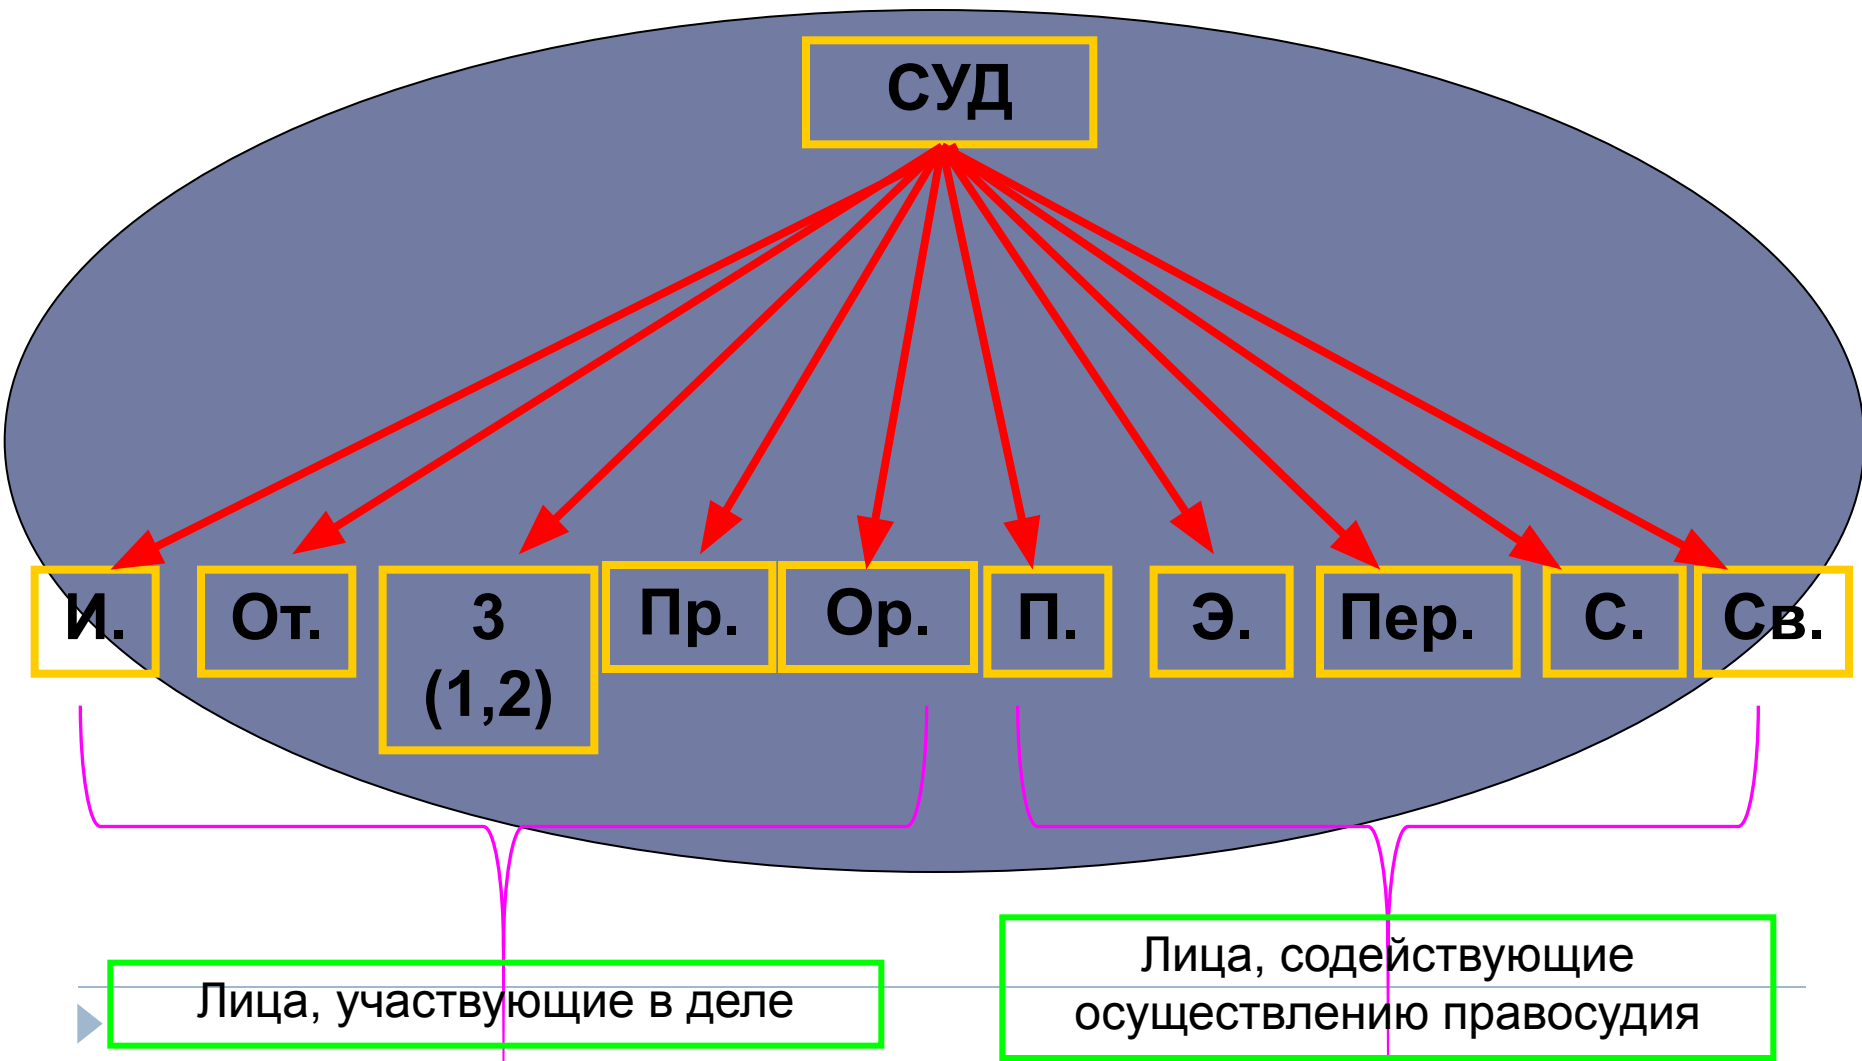 СУД
И.
От.
3
(1,2)
Пр.
Ор.
П.
Э.
Пер.
С.
Св.
Лица, участвующие в деле
Лица, содействующие
осуществлению правосудия